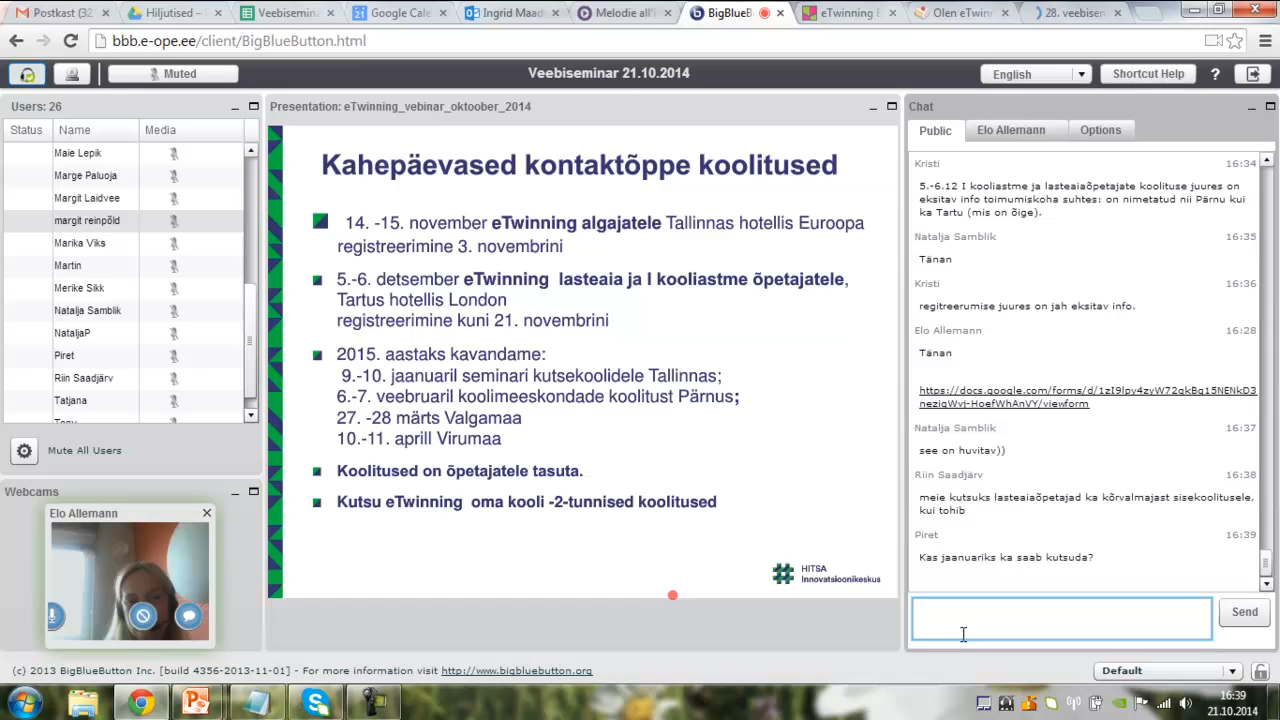 Postkast (32
Hiljutised -
Veebisemina
Google Cale
Ingrid Maad
Melodie all'i
BigBlueB
eTwinning E
Olen eTwinn
28. veebisen
bbb.e-ope.ee/client/BigBlueButton.html
Muted
Veebiseminar 21.10.2014
English
Shortcut Help
?
Users: 26
Status Name Media
Maie Lepik
Marge Paluoja
Margit Laidvee
margit reinpõld
Marika Viks
Martin
Merike Sikk
Natalja Samblik
NataljaP
Piret
Riin Saadjärv
Tatjana
Mute All Users
Webcams
Elo Allemann
Presentation: eTwinning_vebinar_oktoober_2014
Kahepäevased kontaktõppe koolitused
14. -15. november eTwinning algajatele Tallinnas hotellis Euroopa
registreerimine 3. novembrini
5.-6. detsember eTwinning lasteaia ja I kooliastme õpetajatele,
Tartus hotellis London
registreerimine kuni 21. novembrini
2015. aastaks kavandame:
9.-10. jaanuaril seminari kutsekoolidele Tallinnas;
6.-7. veebruaril koolimeeskondade koolitust Pärnus;
27. -28 märts Valgamaa
10.-11. aprill Virumaa
Koolitused on õpetajatele tasuta.
Kutsu eTwinning oma kooli -2-tunnised koolitused
HITSA
Innovatsioonikeskus
Chat
Public Elo Allemann Options
Kristi 16:34
5.-6.12 I kooliastme ja lasteaiaõpetajate koolituse juures on
eksitav info toimumiskoha suhtes: on nimetatud nii Pärnu kui
ka Tartu (mis on õige).
Natalja Samblik 16:35
Tänan
Kristi 16:36
regitreerumise juures on jah eksitav info.
Elo Allemann 16:28
Tänan
Natalja Samblik 16:37
see on huvitav))
Riin Saadjärv 16:38
meie kutsuks lasteaiaõpetajad ka kõrvalmajast sisekoolitusele,
kui tohib
Piret 16:39
Kas jaanuariks ka saab kutsuda?
Send
(c) 2013 BigBlueButton Inc. [build 4356-2013-11-01] - For more information visit http://www.bigbluebutton.org
Default
16:39
21.10.2014